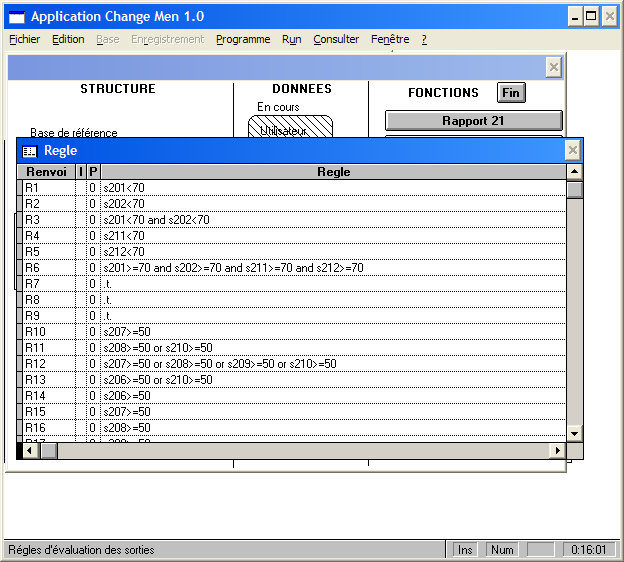 Application Change Men 1.0
Fichier Edition Base Enregistrement Programme Run Consulter Fenêtre ?
STRUCTURE DONNEES FONCTIONS Fin
En cours
Rapport 21
Base de référence Utilisateur
Regle
Renvoi I P Regle
R1 0 s201<70
R2 0 s202<70
R3 0 s201<70 and s202<70
R4 0 s211<70
R5 0 s212<70
R6 0 s201>=70 and s202>=70 and s211>=70 and s212>=70
R7 0 .t.
R8 0 .t.
R9 0 .t.
R10 0 s207>=50
R11 0 s208>=50 or s210>=50
R12 0 s207>=50 or s208>=50 or s209>=50 or s210>=50
R13 0 s206>=50 or s210>=50
R14 0 s206>=50
R15 0 s207>=50
R16 0 s208>=50
R17 0 s209>=50
Régles d'évaluation des sorties Ins Num 0:16:01